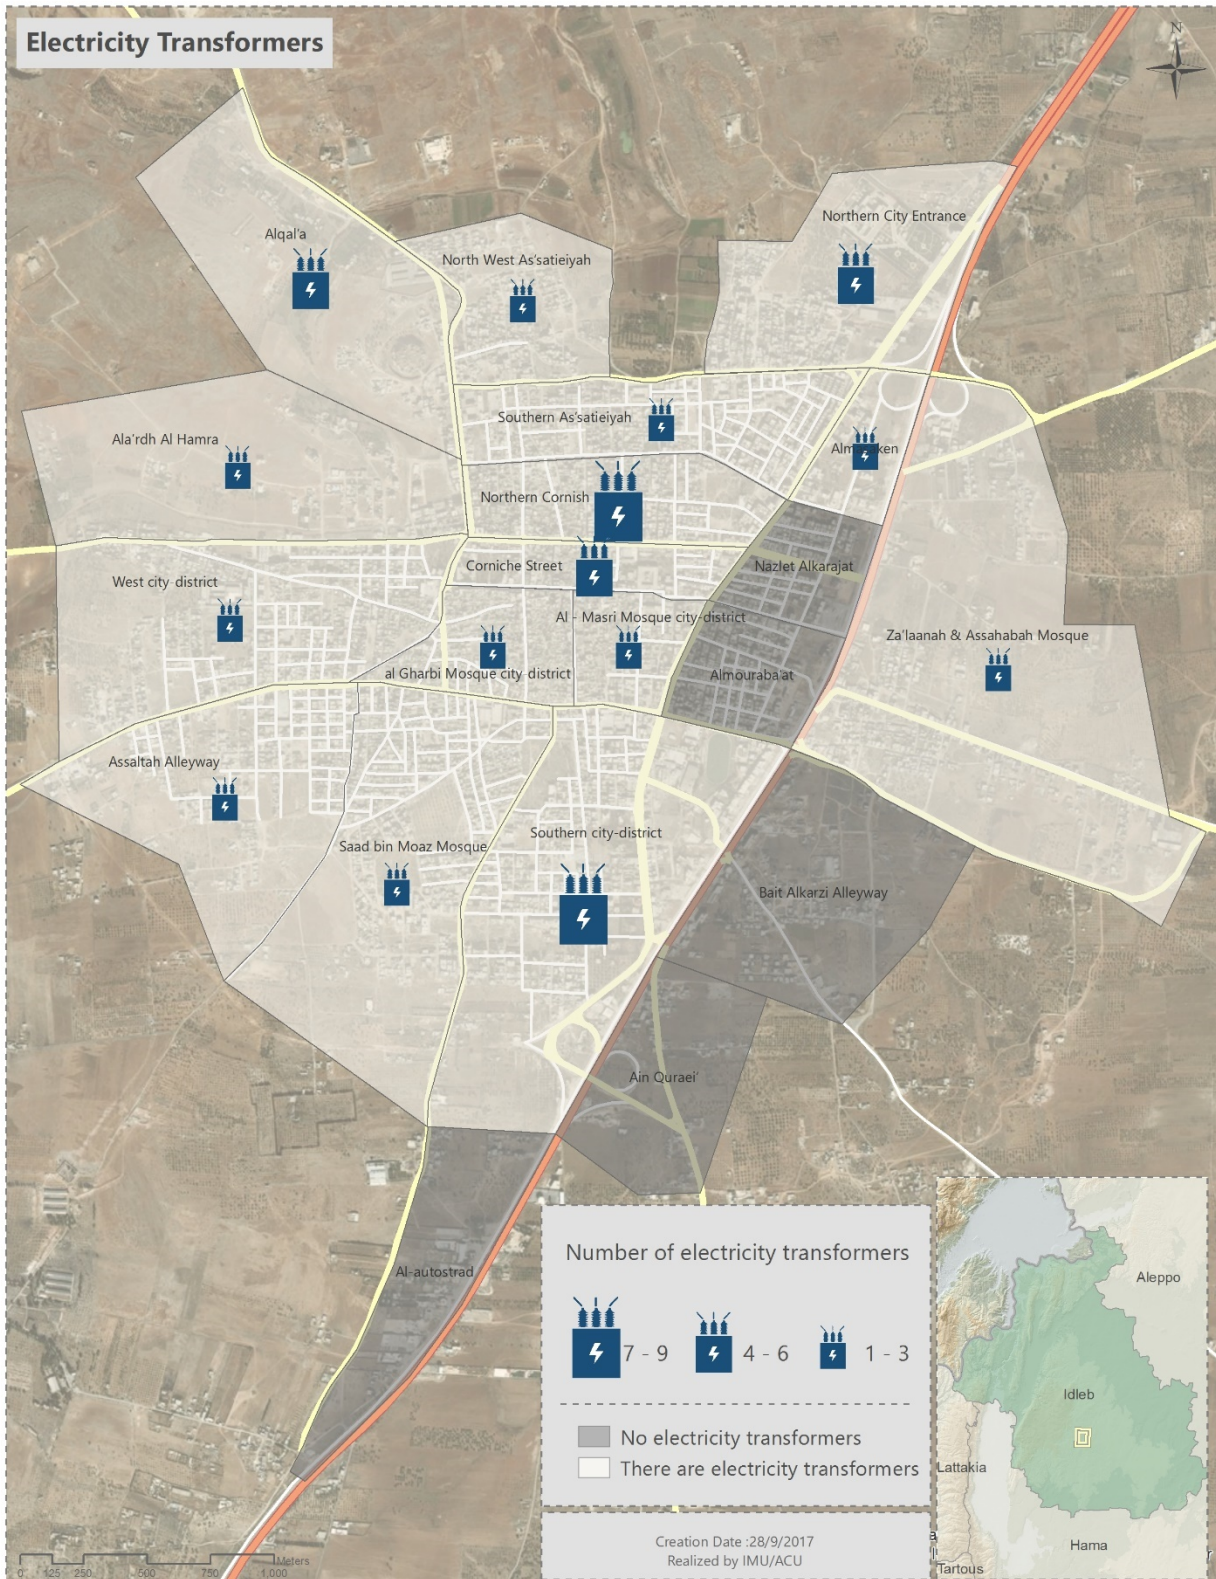 Electricity Transformers
N
Northern City Entrance
Alqal'a
North West As'satieiyah
Southern As'satieiyah
Ala'rdh Al Hamra
Northern Cornish
Corniche Street
Nazlet Alkarajat
West city district
Al - Masri Mosque city-district
Za'laanah & Assahabah Mosque
al Gharbi Mosque city district
Almouraba'at
Assaltah Alleyway
Southern city-district
Saad bin Moaz Mosque
Bait Alkarzi Alleyway
Ain Quraei'
Al-autostrad
Number of electricity transformers
7 - 9 4 - 6 1 - 3
No electricity transformers
There are electricity transformers
Creation Date :28/9/2017
Realized by IMU/ACU
Aleppo
Idleb
Lattakia
Hama
Tartous
Meters
0 125 250 500 750 1,000